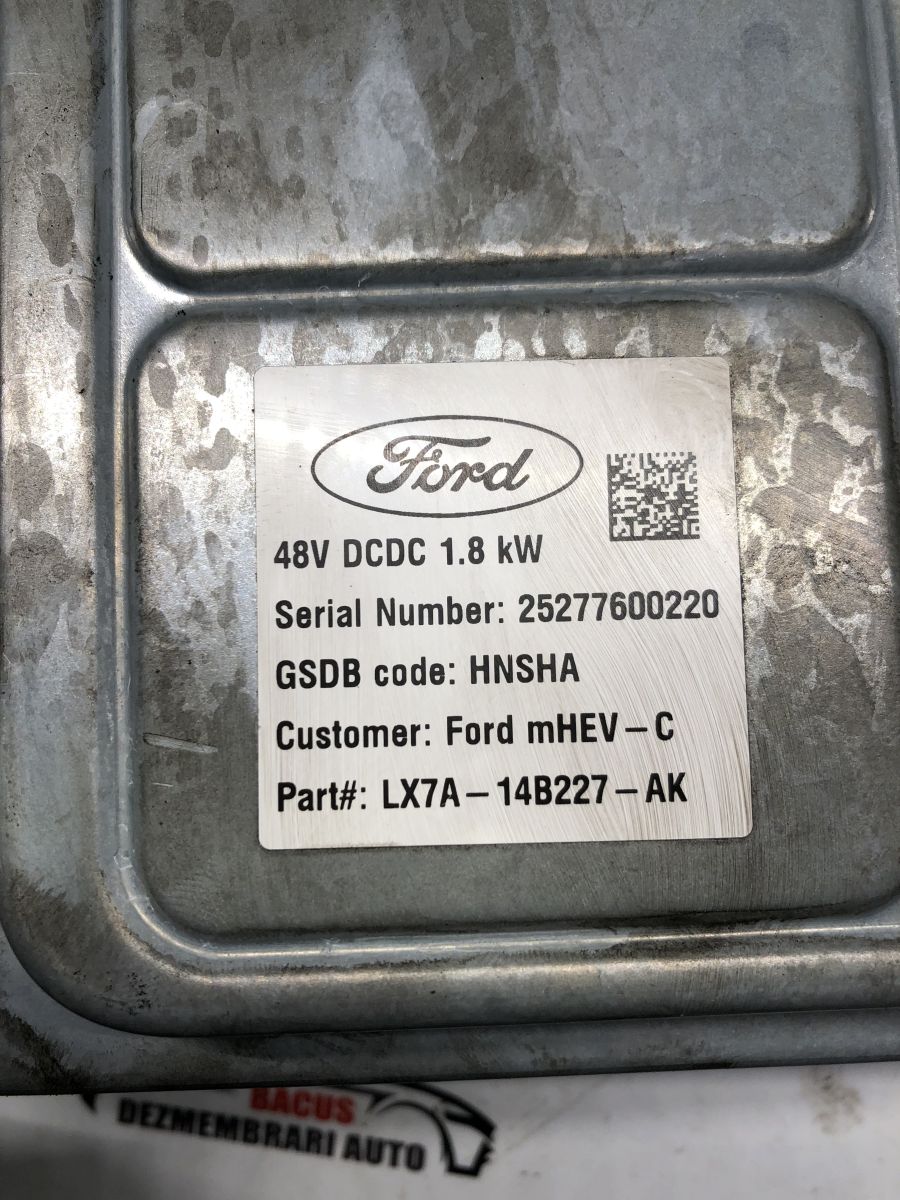 Ford
48V DCDC 1.8 kW
Serial Number: 25277600220
GSDB code: HNSHA
Customer: Ford mHEV-C
Part#: LX7A-14B227-AK
BACUS
DEZMEMBRARI AUTO